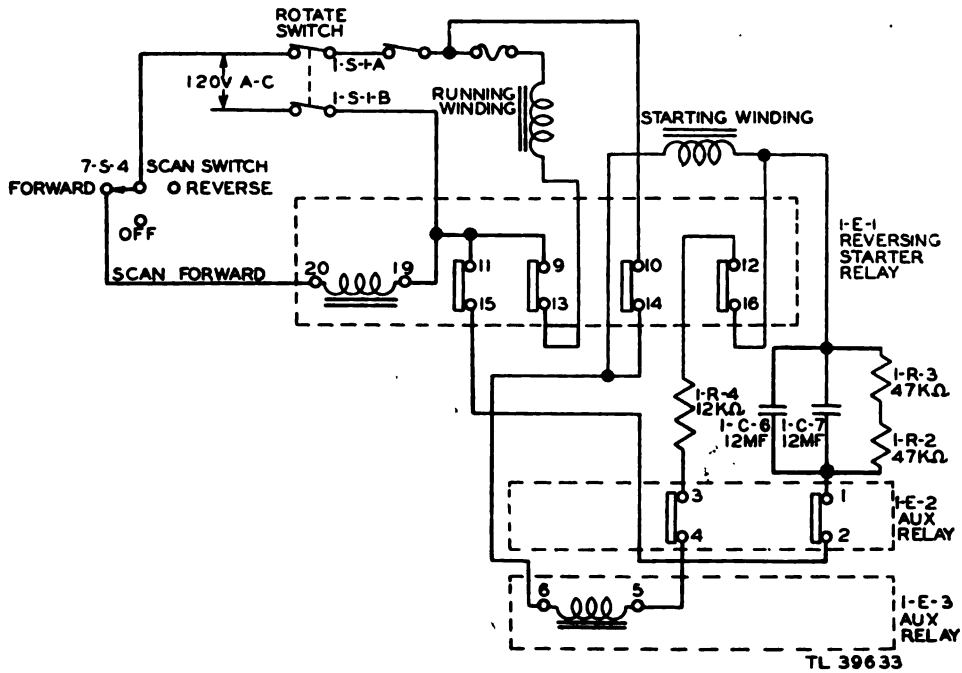 ROTATE
SWITCH
1-S-1-A
120V A-C
1-S-1-B
RUNNING
WINDING
STARTING WINDING
7-S-4 SCAN SWITCH
FORWARD
REVERSE
OFF
1-E-1
REVERSING
STARTER
RELAY
SCAN FORWARD
20
19
11
9
10
12
15
13
14
16
1-R-4
12KΩ
1-C-6
12MF
1-C-7
12MF
1-R-3
47KΩ
1-R-2
47KΩ
3
1
4
2
1-E-2
AUX
RELAY
6
5
1-E-3
AUX
RELAY
TL 39633